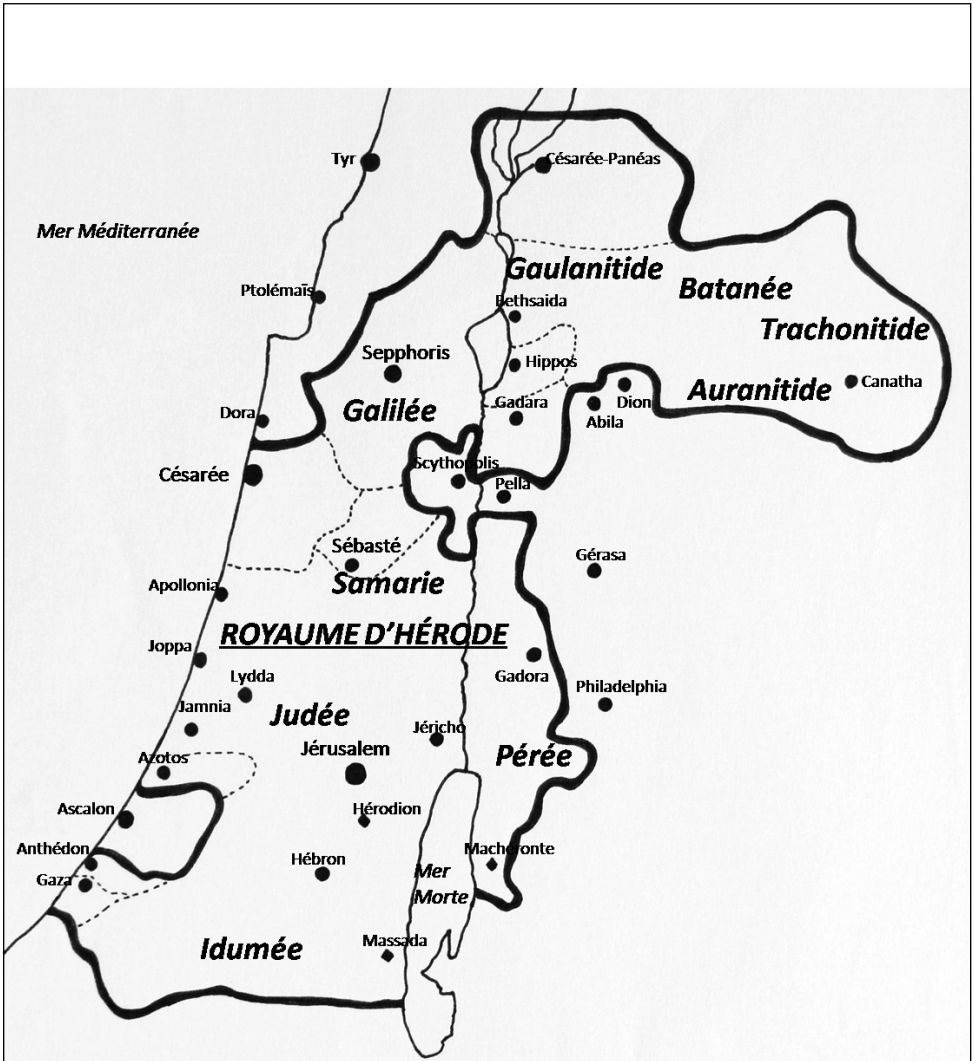 Tyr
Césarée-Panéas
Mer Méditerranée
Gaulanitide
Batanée
Ptolémaïs
Bethsaida
Trachonitide
Sepphoris
Hippos
Auranitide
Canatha
Galilée
Gadara
Dion
Abila
Dora
Césarée
Scythopolis
Pella
Sébasté
Gérasa
Samarie
Apollonia
ROYAUME D’HÉRODE
Joppa
Lydda
Gadora
Philadelphia
Jamnia
Judée
Jéricho
Jérusalem
Pérée
Azotos
Ascalon
Hérodion
Anthédon
Macheronte
Hébron
Gaza
Mer
Morte
Massada
Idumée